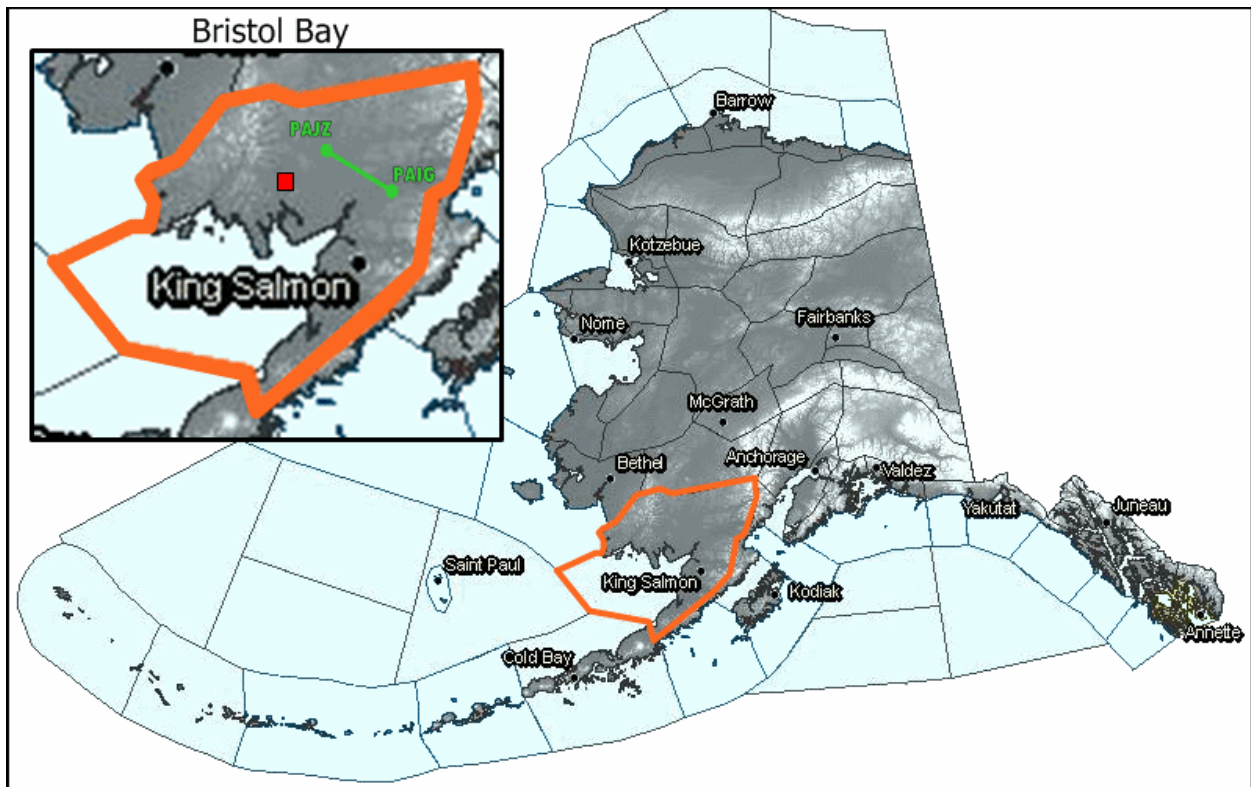 Bristol Bay
PAJZ
PAIG
King Salmon
Barrow
Kotzebue
Nome
Fairbanks
McGrath
Bethel
Anchorage
Valdez
Yakutat
Juneau
Saint Paul
King Salmon
Kodiak
Annette
Cold Bay